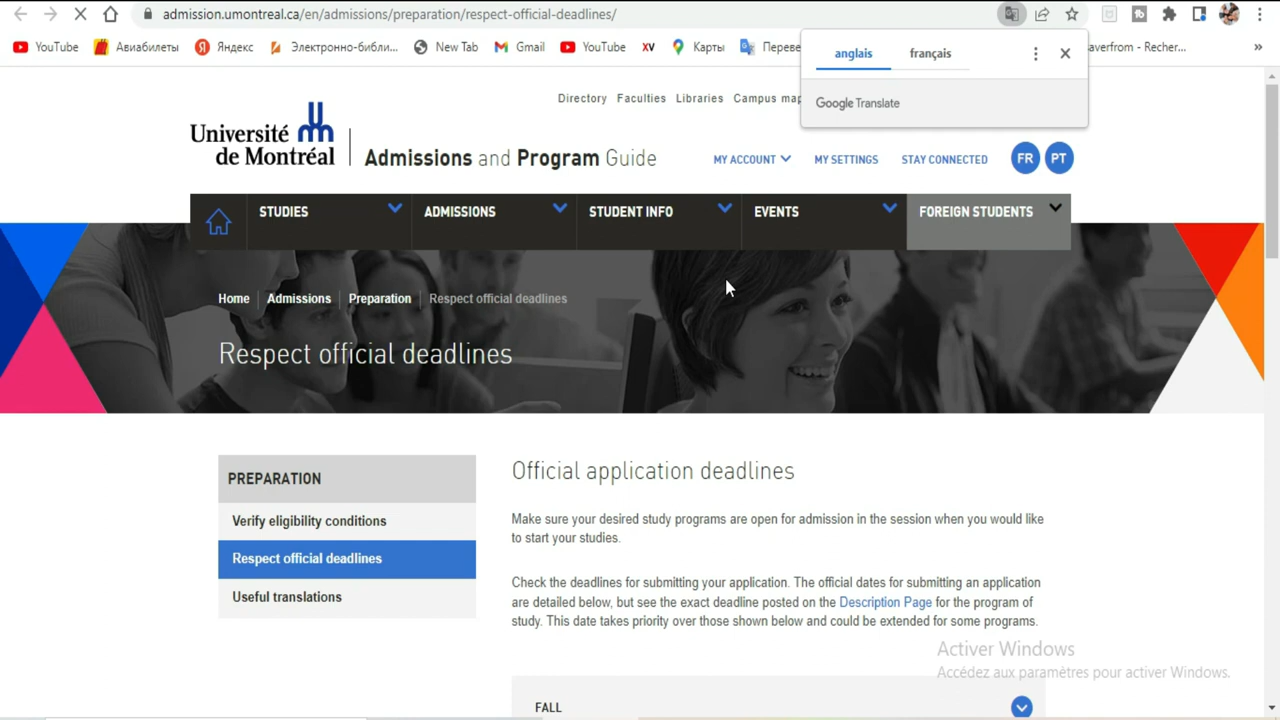 admission.umontreal.ca/en/admissions/preparation/respect-official-deadlines/
YouTube Авиабилеты Яндекс Электронно-библи... New Tab Gmail YouTube XV Карты Переве averfrom - Recher... »
anglais français
Google Translate
Directory Faculties Libraries Campus map
Université
de Montréal
Admissions and Program Guide
MY ACCOUNT MY SETTINGS STAY CONNECTED FR PT
STUDIES ADMISSIONS STUDENT INFO EVENTS FOREIGN STUDENTS
Home Admissions Preparation Respect official deadlines
Respect official deadlines
PREPARATION
Verify eligibility conditions
Respect official deadlines
Useful translations
Official application deadlines
Make sure your desired study programs are open for admission in the session when you would like
to start your studies.
Check the deadlines for submitting your application. The official dates for submitting an application
are detailed below, but see the exact deadline posted on the Description Page for the program of
study. This date takes priority over those shown below and could be extended for some programs.
Activer Windows
Accédez aux paramètres pour activer Windows.
FALL